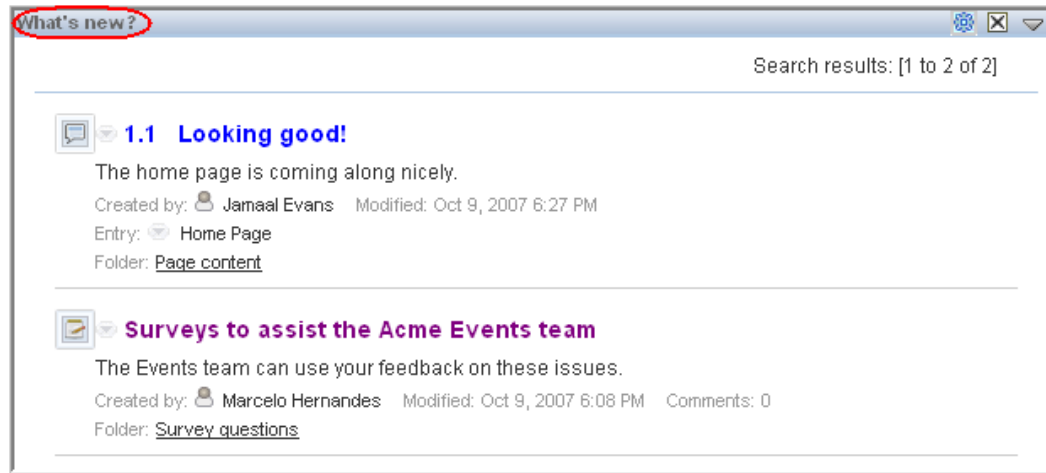 What's new?
Search results: [1 to 2 of 2]
1.1 Looking good!
The home page is coming along nicely.
Created by: Jamaal Evans Modified: Oct 9, 2007 6:27 PM
Entry: Home Page
Folder: Page content
Surveys to assist the Acme Events team
The Events team can use your feedback on these issues.
Created by: Marcelo Hernandes Modified: Oct 9, 2007 6:08 PM Comments: 0
Folder: Survey questions